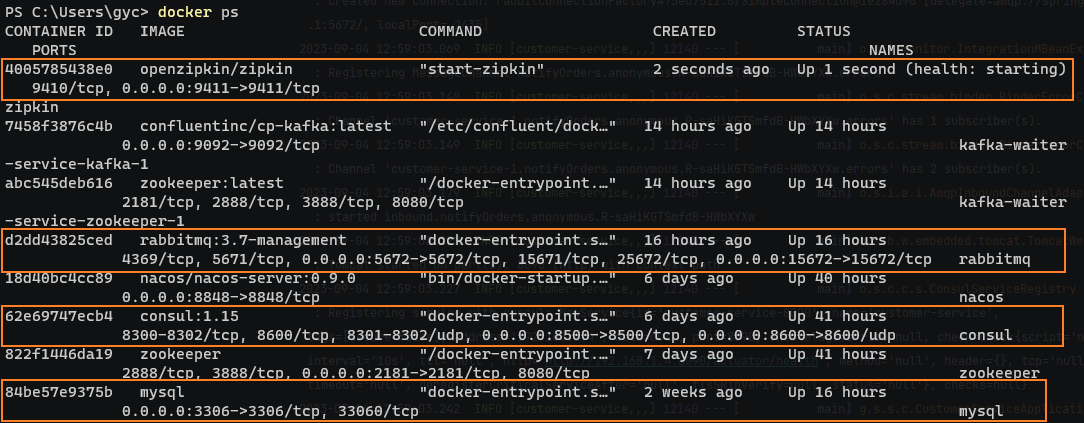 PS C:\Users\gyc> docker ps
CONTAINER ID   IMAGE                             COMMAND                  CREATED         STATUS
   PORTS                                                                                        NAMES
4005785438e0   openzipkin/zipkin                 "start-zipkin"           2 seconds ago   Up 1 second (health: starting)
   9410/tcp, 0.0.0.0:9411->9411/tcp
zipkin
7458f3876c4b   confluentinc/cp-kafka:latest      "/etc/confluent/dock…"   14 hours ago    Up 14 hours
             0.0.0.0:9092->9092/tcp                                                             kafka-waiter
-service-kafka-1
abc545deb616   zookeeper:latest                  "/docker-entrypoint.…"   14 hours ago    Up 14 hours
             2181/tcp, 2888/tcp, 3888/tcp, 8080/tcp                                             kafka-waiter
-service-zookeeper-1
d2dd43825ced   rabbitmq:3.7-management           "docker-entrypoint.s…"   16 hours ago    Up 16 hours
             4369/tcp, 5671/tcp, 0.0.0.0:5672->5672/tcp, 15671/tcp, 25672/tcp, 0.0.0.0:15672->15672/tcp   rabbitmq
18d40bc4cc89   nacos/nacos-server:0.9.0          "bin/docker-startup.…"   6 days ago      Up 40 hours
             0.0.0.0:8848->8848/tcp                                                             nacos
62e69747ecb4   consul:1.15                       "docker-entrypoint.s…"   6 days ago      Up 41 hours
             8300-8302/tcp, 8600/tcp, 8301-8302/udp, 0.0.0.0:8500->8500/tcp, 0.0.0.0:8600->8600/udp   consul
822f1446da19   zookeeper                         "/docker-entrypoint.…"   7 days ago      Up 41 hours
             2888/tcp, 3888/tcp, 0.0.0.0:2181->2181/tcp, 8080/tcp                               zookeeper
84be57e9375b   mysql                             "docker-entrypoint.s…"   2 weeks ago     Up 16 hours
             0.0.0.0:3306->3306/tcp, 33060/tcp                                                  mysql